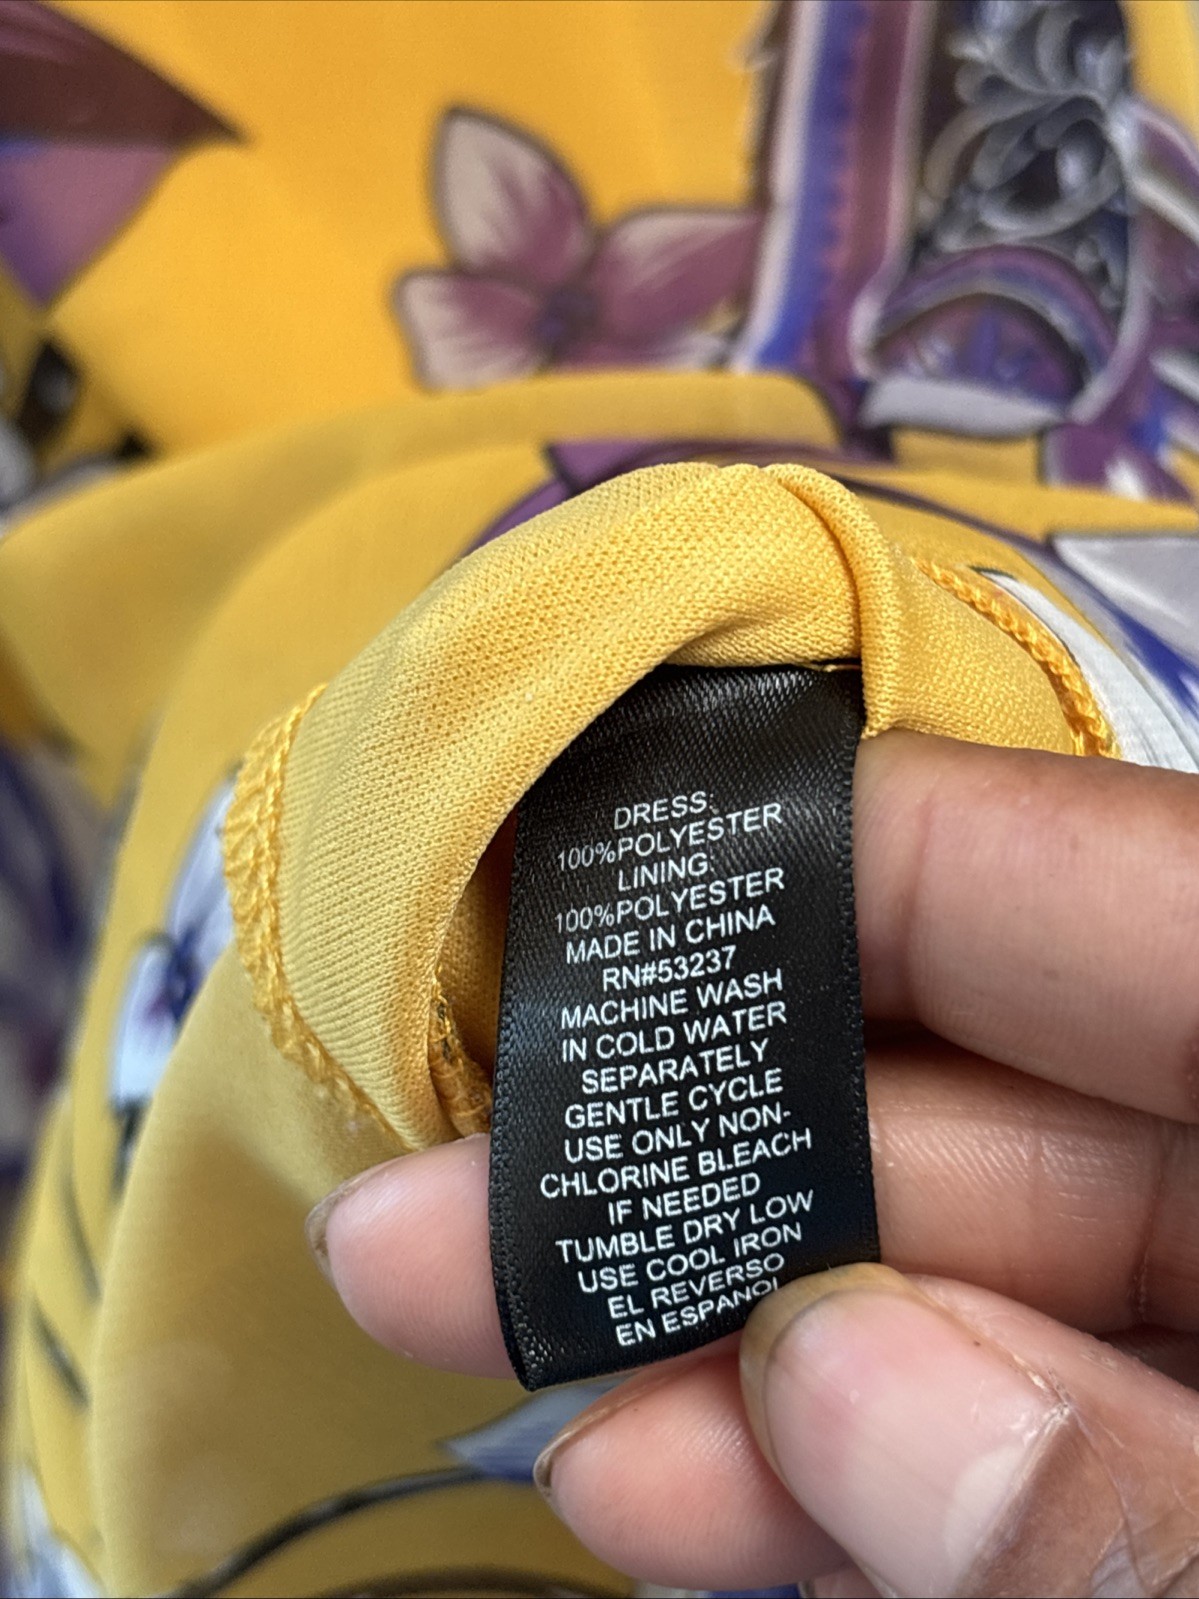 DRESS:
100%POLYESTER
LINING:
100%POLYESTER
MADE IN CHINA
RN#53237
MACHINE WASH
IN COLD WATER
SEPARATELY
GENTLE CYCLE
USE ONLY NON-
CHLORINE BLEACH
IF NEEDED
TUMBLE DRY LOW
USE COOL IRON
EL REVERSO
EN ESPANOL